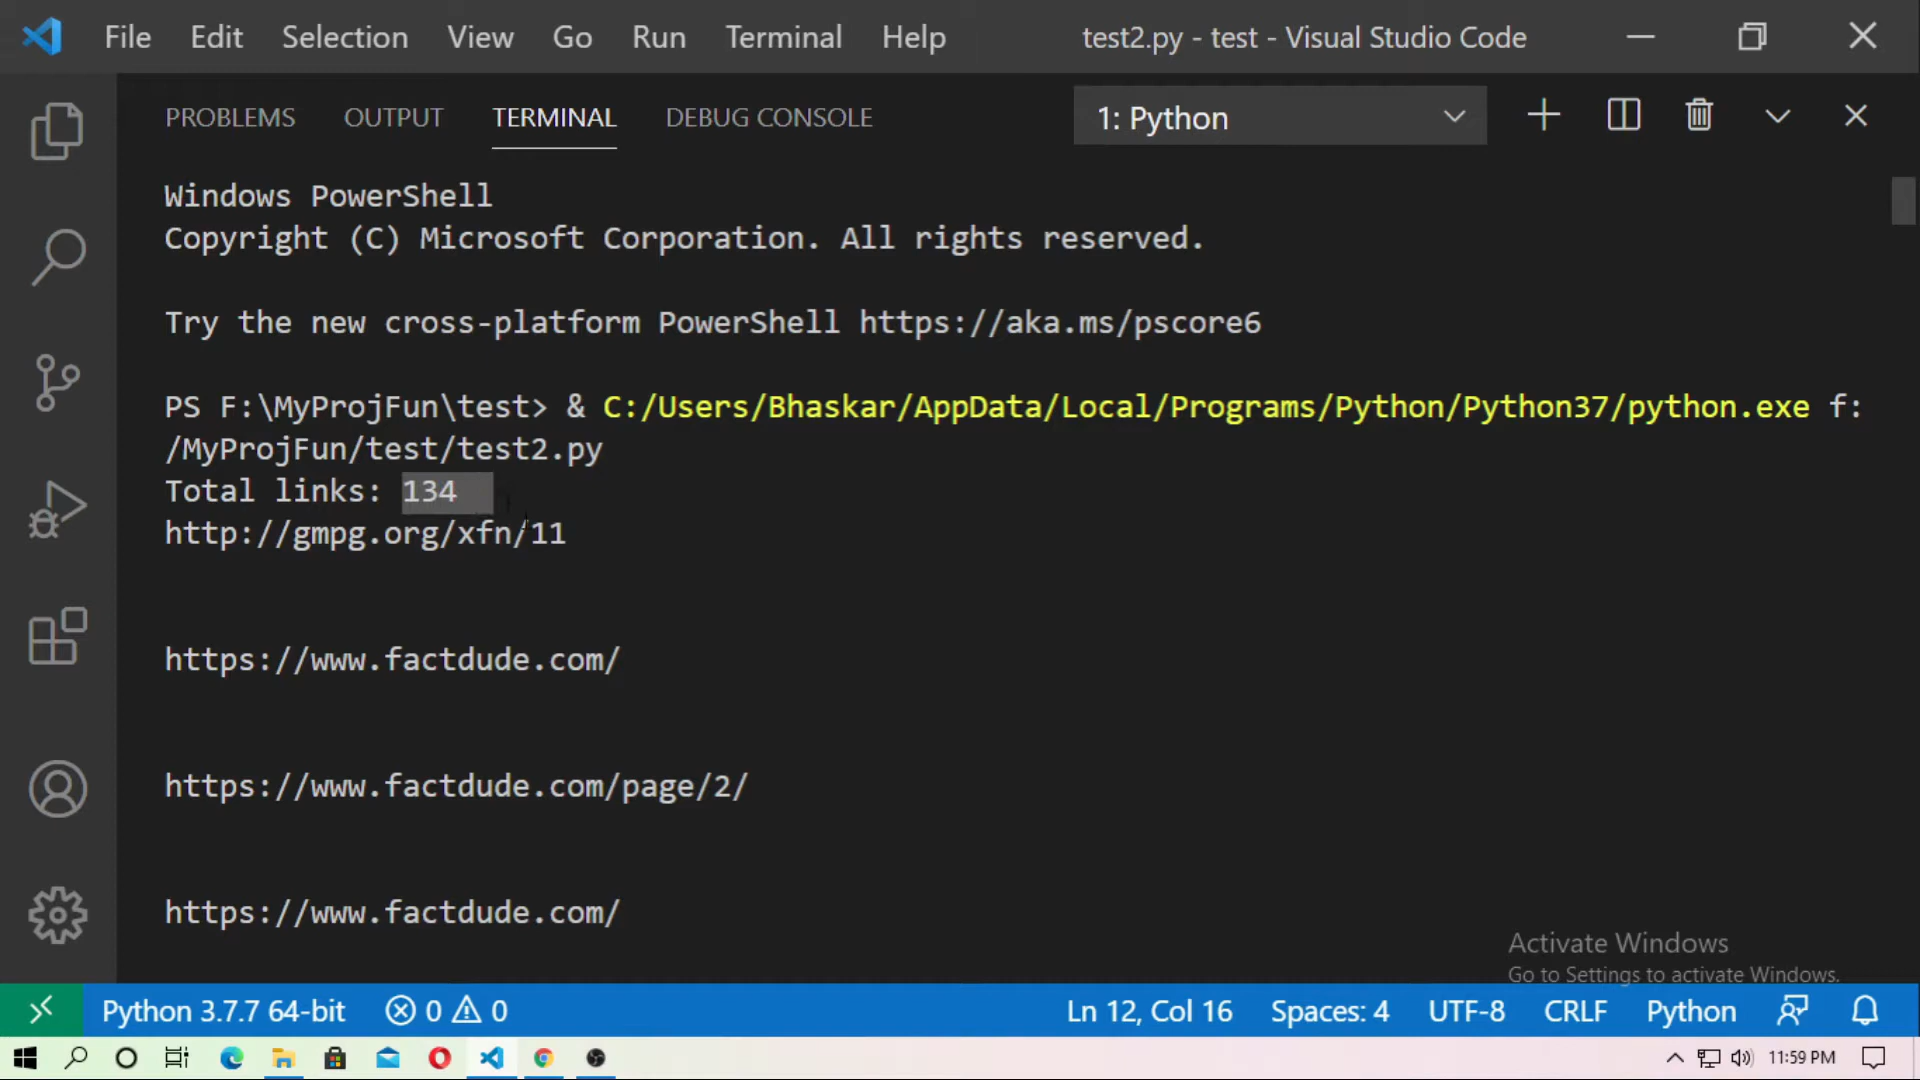 File Edit Selection View Go Run Terminal Help test2.py - test - Visual Studio Code
PROBLEMS OUTPUT TERMINAL DEBUG CONSOLE 1: Python
Windows PowerShell
Copyright (C) Microsoft Corporation. All rights reserved.
Try the new cross-platform PowerShell https://aka.ms/pscore6
PS F:\MyProjFun\test> & C:/Users/Bhaskar/AppData/Local/Programs/Python/Python37/python.exe f:
/MyProjFun/test/test2.py
Total links: 134
http://gmpg.org/xfn/11
https://www.factdude.com/
https://www.factdude.com/page/2/
https://www.factdude.com/
Activate Windows
Go to Settings to activate Windows.
Python 3.7.7 64-bit 0 0 Ln 12, Col 16 Spaces: 4 UTF-8 CRLF Python
11:59 PM